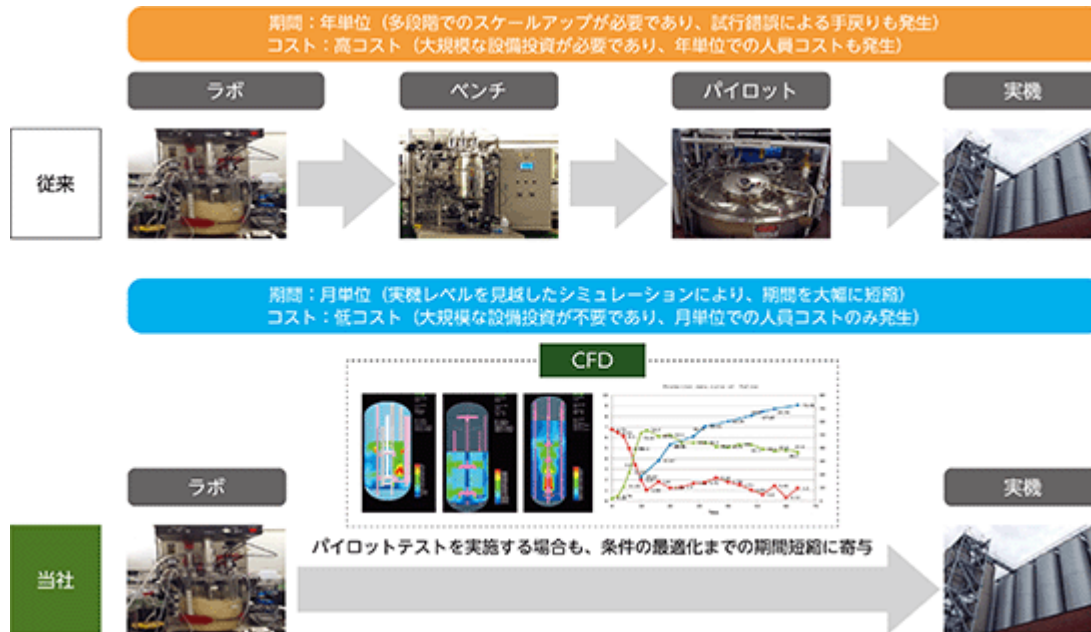 期間：年単位（多段階でのスケールアップが必要であり、試行錯誤による手戻りも発生）
コスト：高コスト（大規模な設備投資が必要であり、年単位での人員コストも発生）
ラボ
ベンチ
パイロット
実機
従来
期間：月単位（実機レベルを見越したシミュレーションにより、期間を大幅に短縮）
コスト：低コスト（大規模な設備投資が不要であり、月単位での人員コストのみ発生）
CFD
ラボ
実機
パイロットテストを実施する場合も、条件の最適化までの期間短縮に寄与
当社